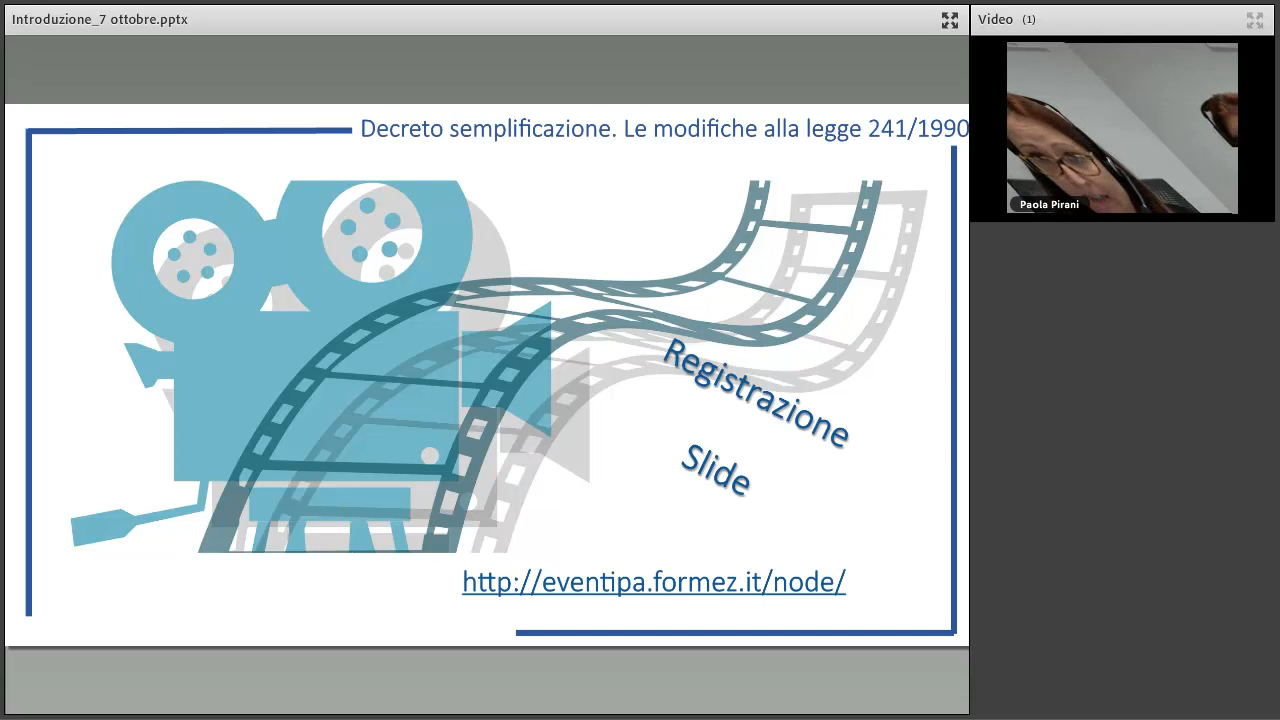 Introduzione_7 ottobre.pptx
Video (1)
Paola Pirani
Decreto semplificazione. Le modifiche alla legge 241/1990
Registrazione
Slide
http://eventipa.formez.it/node/